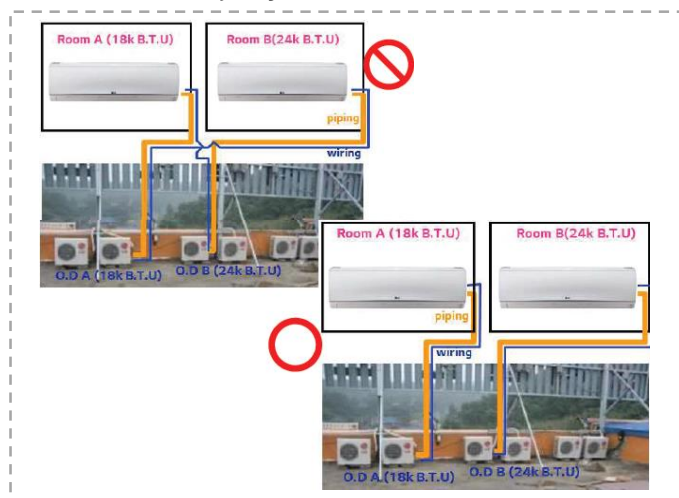 Room A (18k B.T.U)
Room B(24k B.T.U)
piping
wiring
O.D A (18k B.T.U)
O.D B (24k B.T.U)
Room A (18k B.T.U)
Room B(24k B.T.U)
piping
wiring
O.D A (18k B.T.U)
O.D B (24k B.T.U)